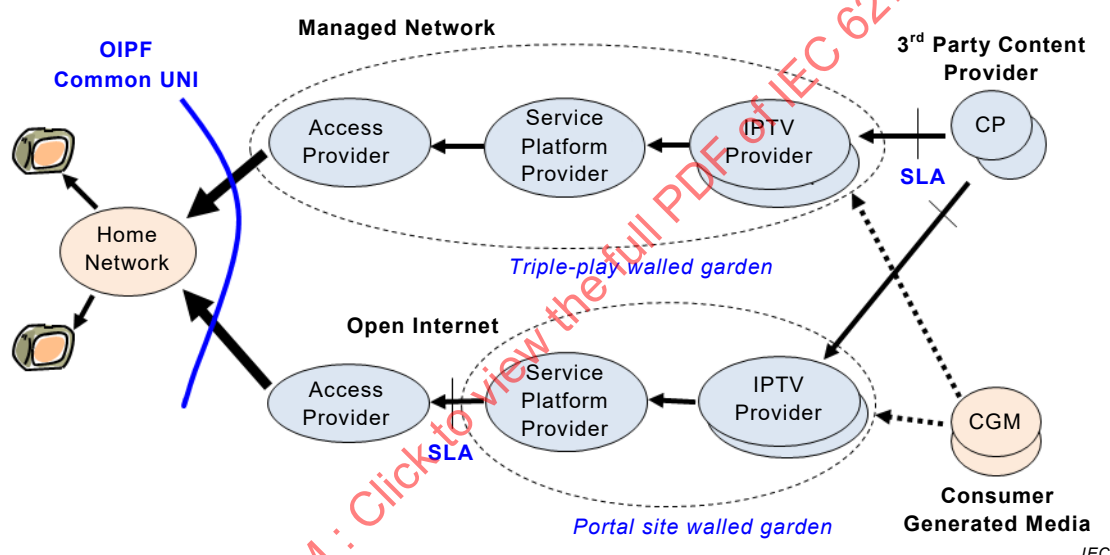 Managed Network
OIPF
Common UNI
3rd Party Content
Provider
Access
Provider
Service
Platform
Provider
IPTV
Provider
CP
SLA
Home
Network
Triple-play walled garden
Open Internet
Access
Provider
SLA
Service
Platform
Provider
IPTV
Provider
CGM
Consumer
Generated Media
Portal site walled garden
IEC
: Click to view the full PDF of IEC 62